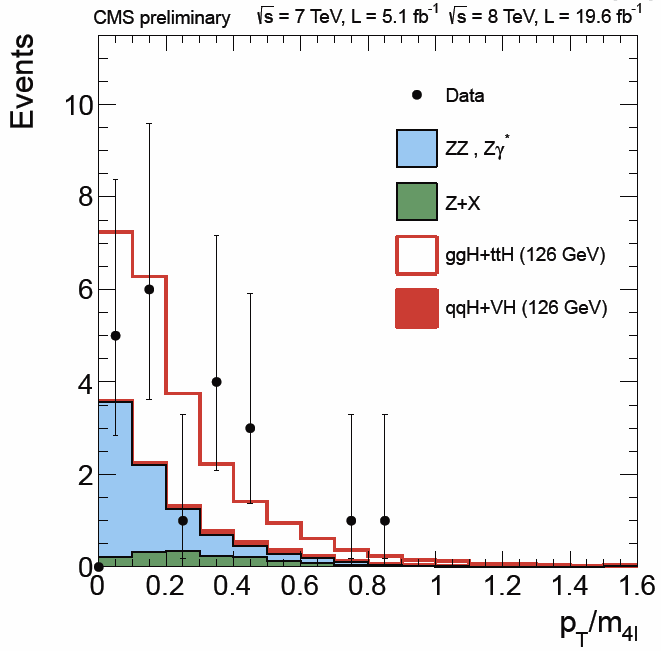 CMS preliminary √s = 7 TeV, L = 5.1 fb⁻¹ √s = 8 TeV, L = 19.6 fb⁻¹
Events
10
8
6
4
2
0
Data
ZZ , Zγ*
Z+X
ggH+ttH (126 GeV)
qqH+VH (126 GeV)
0 0.2 0.4 0.6 0.8 1 1.2 1.4 1.6
p_T/m_4l